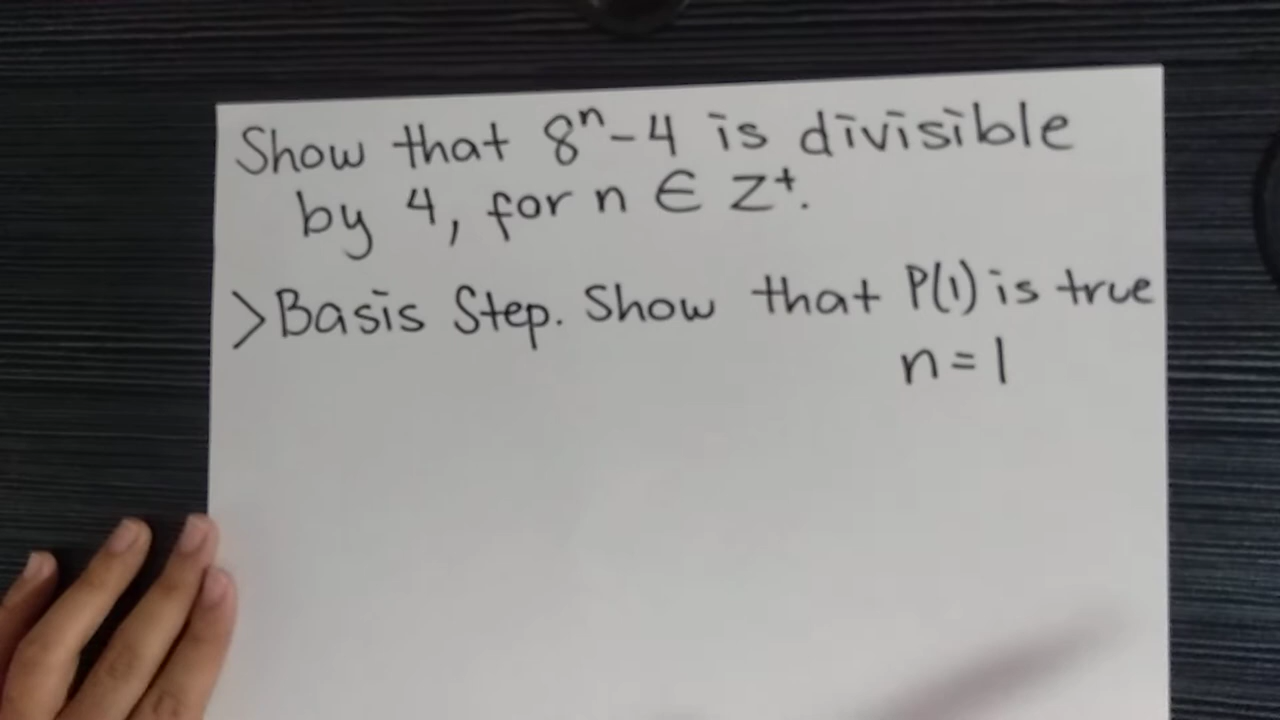 Show that 8ⁿ-4 is divisible
by 4, for n ∈ Z⁺.
>Basis Step. Show that P(1) is true
n=1